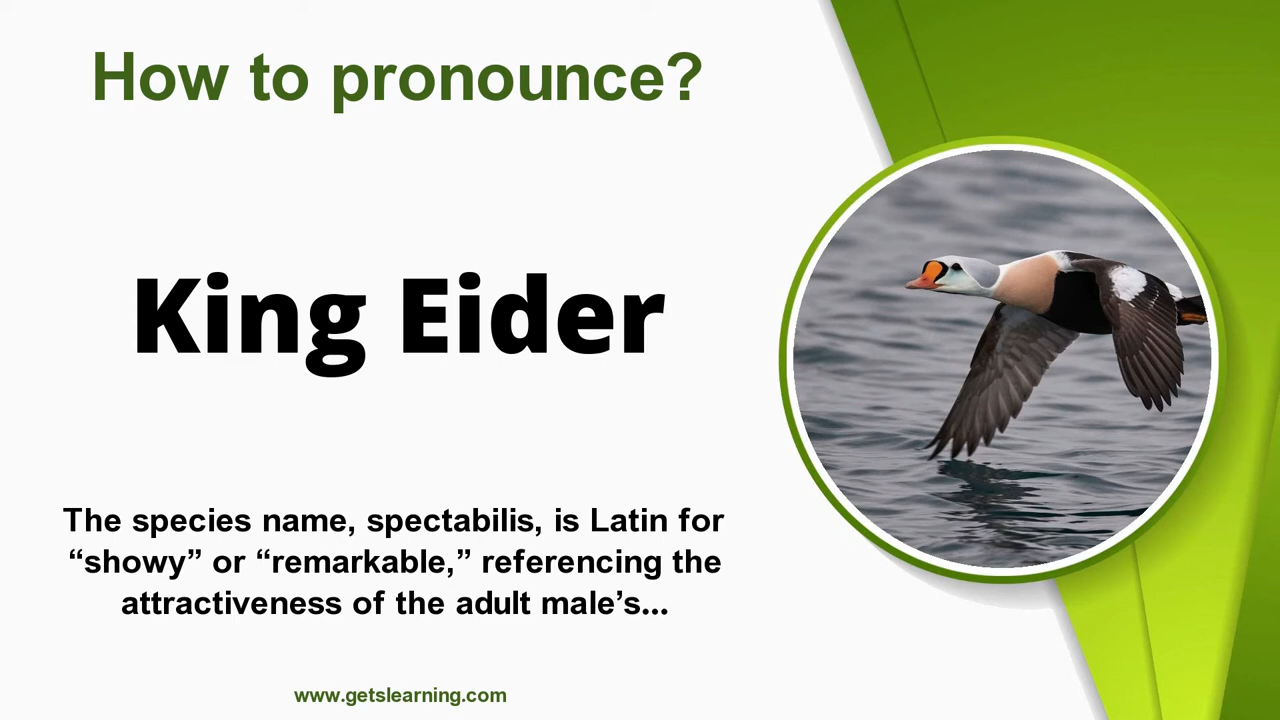 How to pronounce?
King Eider
The species name, spectabilis, is Latin for
“showy” or “remarkable,” referencing the
attractiveness of the adult male’s...
www.getslearning.com